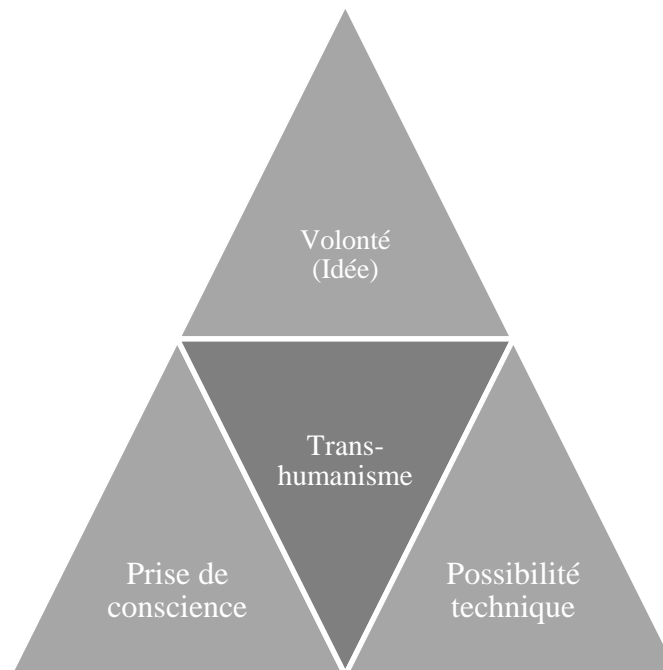 Volonté
(Idée)
Trans-
humanisme
Prise de
conscience
Possibilité
technique